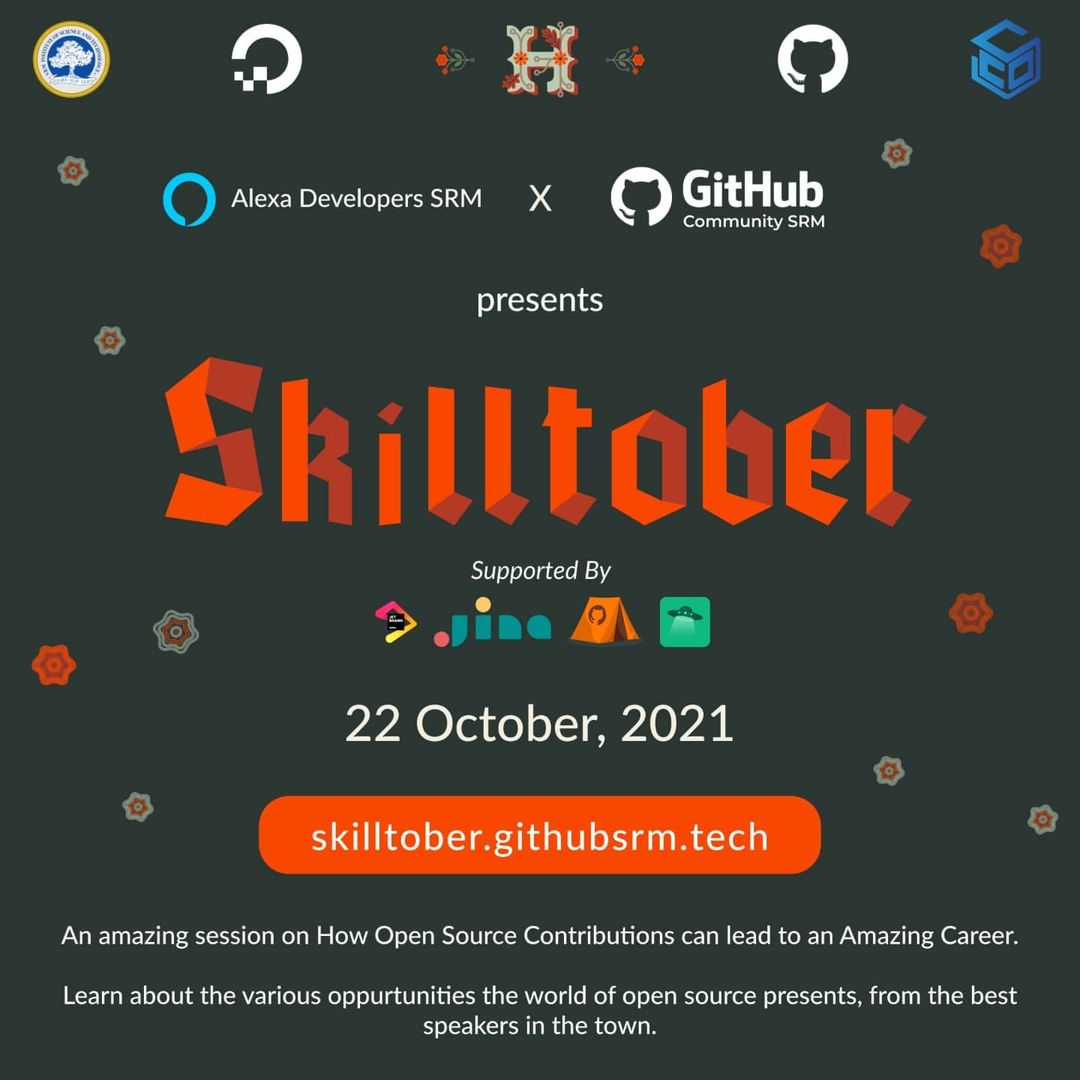 H
Alexa Developers SRM X GitHub
Community SRM
presents
Skilltober
Supported By
JET
BRAINS
jina
22 October, 2021
skilltober.githubsrm.tech
An amazing session on How Open Source Contributions can lead to an Amazing Career.
Learn about the various oppurtunities the world of open source presents, from the best
speakers in the town.